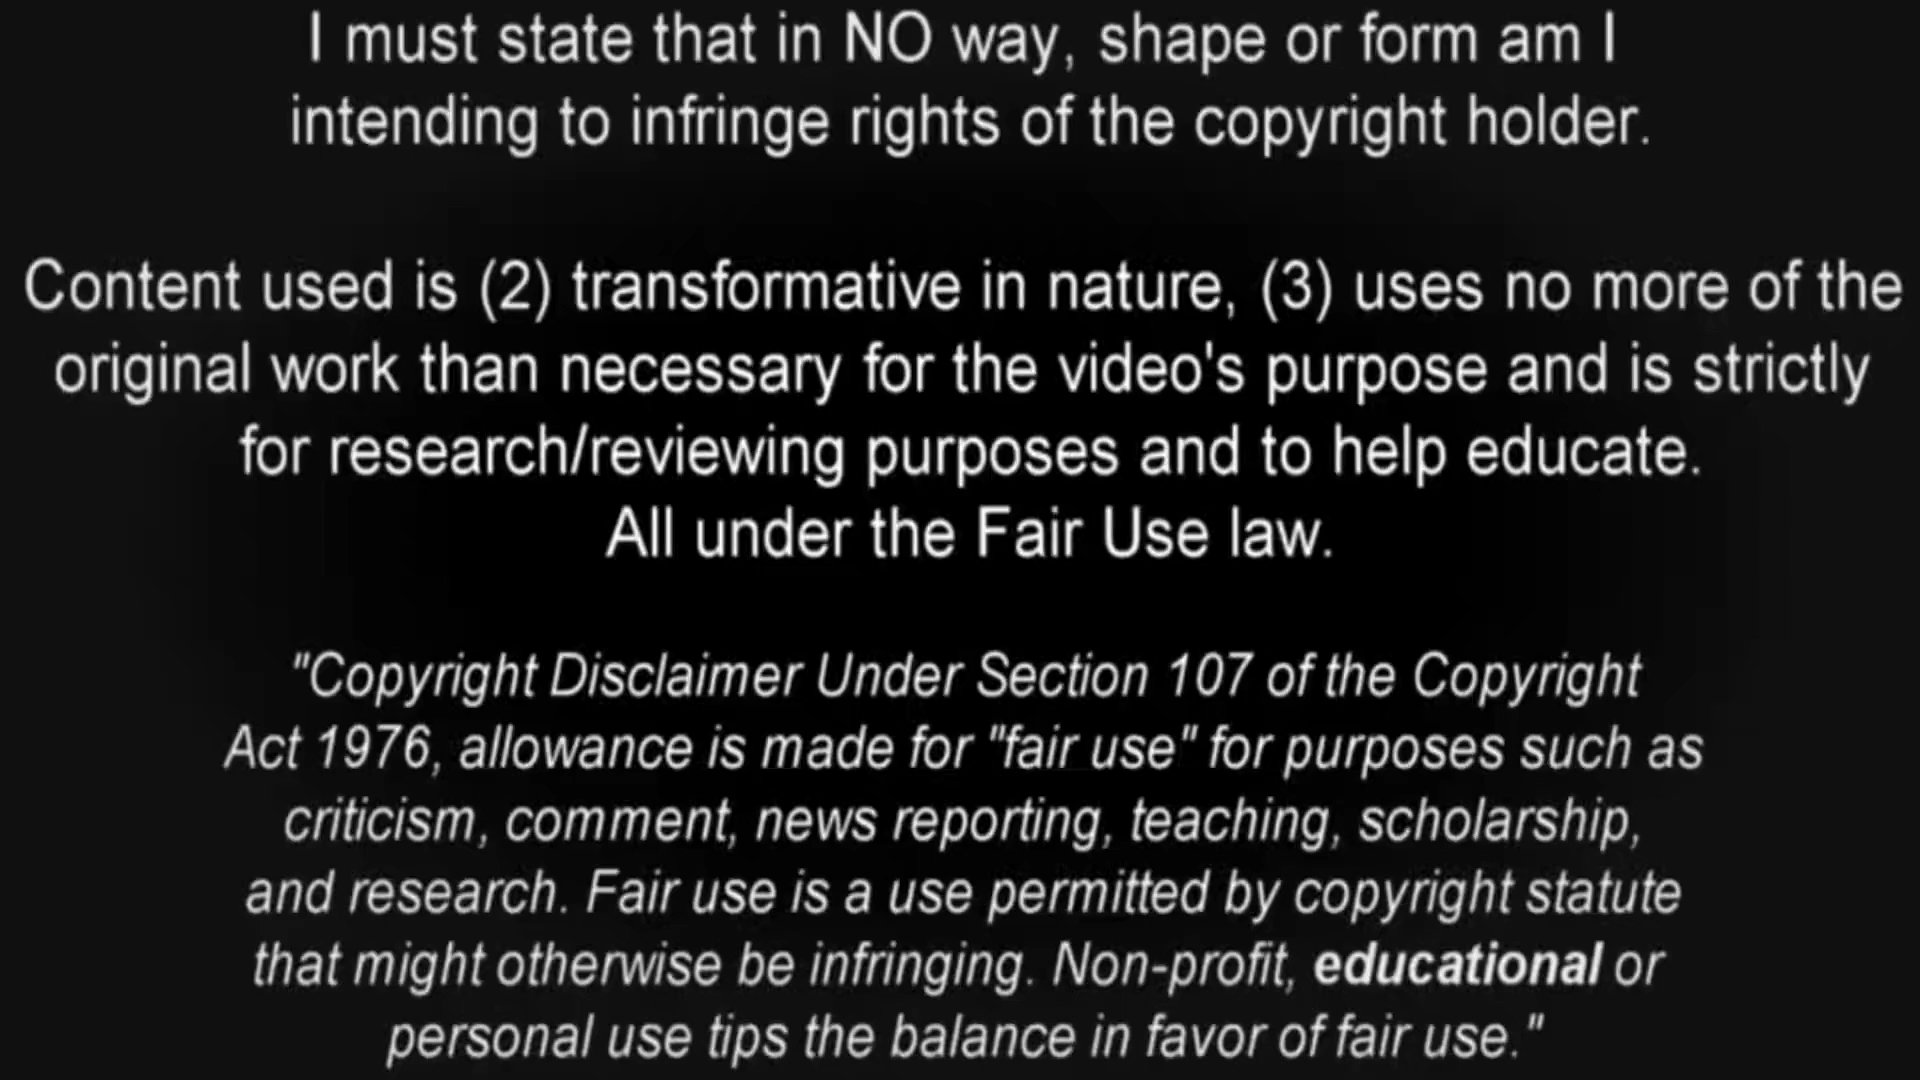 I must state that in NO way, shape or form am I
intending to infringe rights of the copyright holder.
Content used is (2) transformative in nature, (3) uses no more of the
original work than necessary for the video's purpose and is strictly
for research/reviewing purposes and to help educate.
All under the Fair Use law.
"Copyright Disclaimer Under Section 107 of the Copyright
Act 1976, allowance is made for "fair use" for purposes such as
criticism, comment, news reporting, teaching, scholarship,
and research. Fair use is a use permitted by copyright statute
that might otherwise be infringing. Non-profit, educational or
personal use tips the balance in favor of fair use."